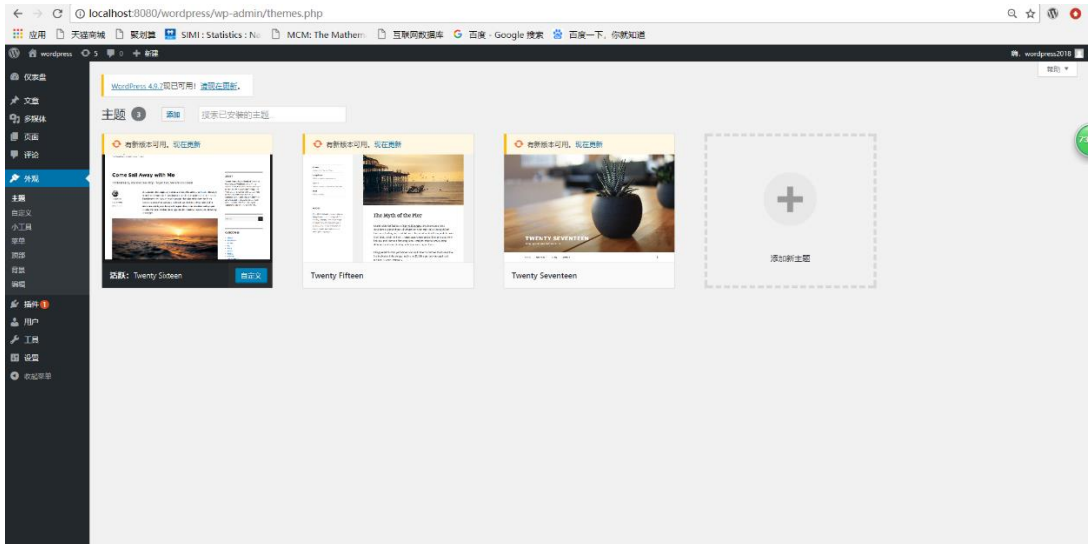 localhost:8080/wordpress/wp-admin/themes.php
应用 天猫商城 聚划算 SIMI : Statistics : No MCM: The Mathem 互联网数据库 G 百度 - Google 搜索 百度一下，你就知道
wordpress 5 0 + 新建
嗨，wordpress2018
帮助
仪表盘
文章
多媒体
页面
评论
外观
主题
自定义
小工具
菜单
顶部
背景
编辑
插件 1
用户
工具
设置
收起菜单
WordPress 4.9.7现已可用！请现在更新。
主题 3 添加 搜索已安装的主题...
有新版本可用。现在更新
Come Sail Away with Me
活跃：Twenty Sixteen 自定义
有新版本可用。现在更新
The Myth of the Pier
Twenty Fifteen
有新版本可用。现在更新
TWENTY SEVENTEEN
Twenty Seventeen
添加新主题